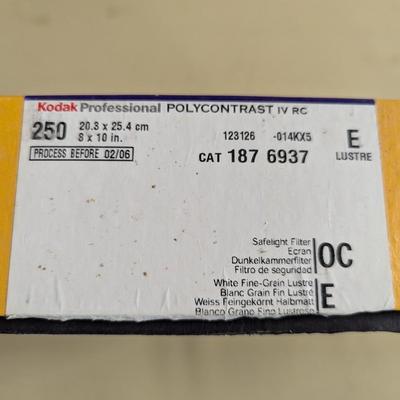 Kodak Professional POLYCONTRAST IV RC
250 20.3 x 25.4 cm
8 x 10 in.
123126 -014KX5
E
LUSTRE
PROCESS BEFORE 02/06
CAT 187 6937
Safelight Filter
Ecran
Dunkelkammerfilter
Filtro de seguridad
OC
White Fine-Grain Lustre
Blanc Grain Fin Lustré
Weiss Feingekörnt Halbmatt
Blanco Grano Fino Lustroso
E